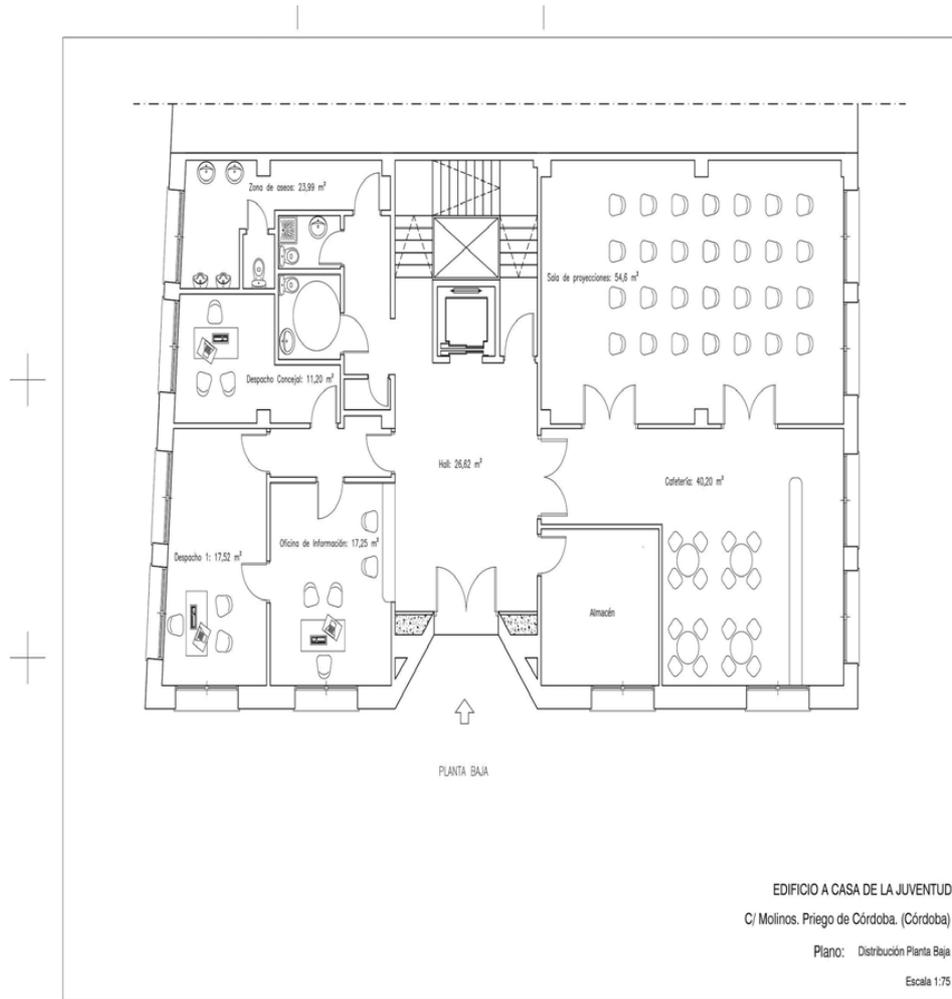 Zona de aseos: 23,99 m²
Sala de proyecciones: 54,6 m²
Despacho Concejal: 11,20 m²
Hall: 26,62 m²
Cafetería: 40,20 m²
Oficina de Información: 17,25 m²
Despacho 1: 17,52 m²
Almacén
PLANTA BAJA
EDIFICIO A CASA DE LA JUVENTUD
C/ Molinos. Priego de Córdoba. (Córdoba)
Plano: Distribución Planta Baja
Escala 1:75